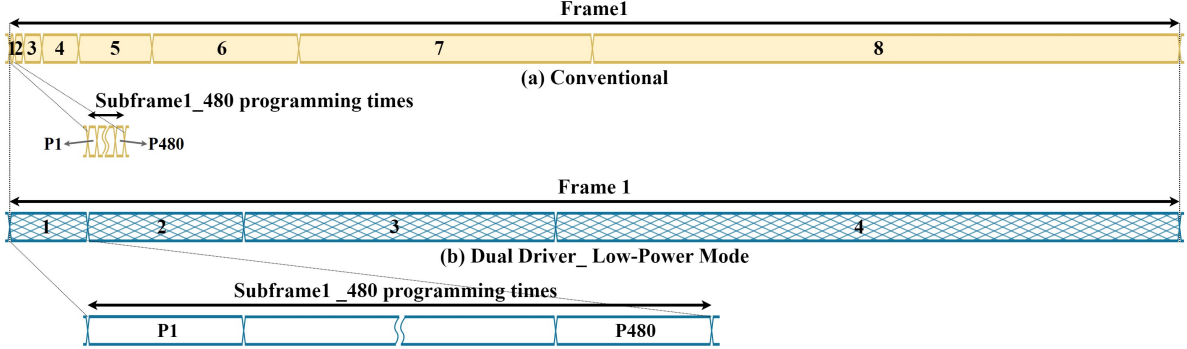 Frame1
1 2 3 4 5 6 7 8
(a) Conventional
Subframe1_480 programming times
P1 P480
Frame 1
1 2 3 4
(b) Dual Driver_ Low-Power Mode
Subframe1 _480 programming times
P1 P480